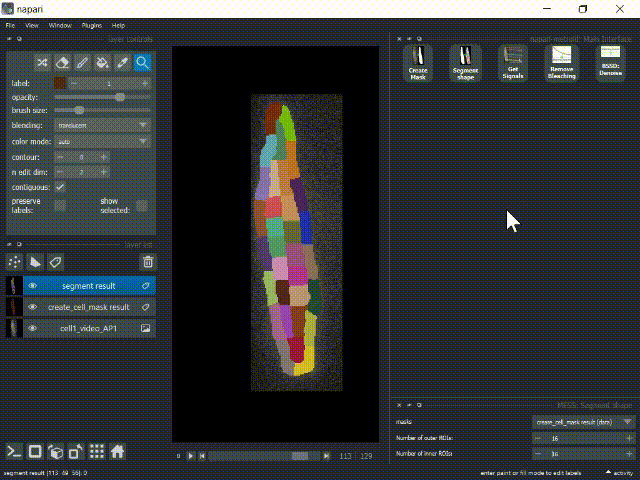 napari
File View Window Plugins Help
layer controls
napari-metroid: Main Interface
Create Mask
Segment shape
Get Signals
Remove Bleaching
BSSD: Denoise
label: 1
opacity:
brush size:
blending: translucent
color mode: auto
contour: 0
n edit dim: 2
contiguous:
preserve labels:
show selected:
layer list
segment result
create_cell_mask result
cell1_video_AP1
MESS: Segment shape
masks create_cell_mask result (data)
Number of outer ROIs: 16
Number of inner ROIs: 16
0 113 129
segment result [113 49 56]: 0
enter paint or fill mode to edit labels
activity